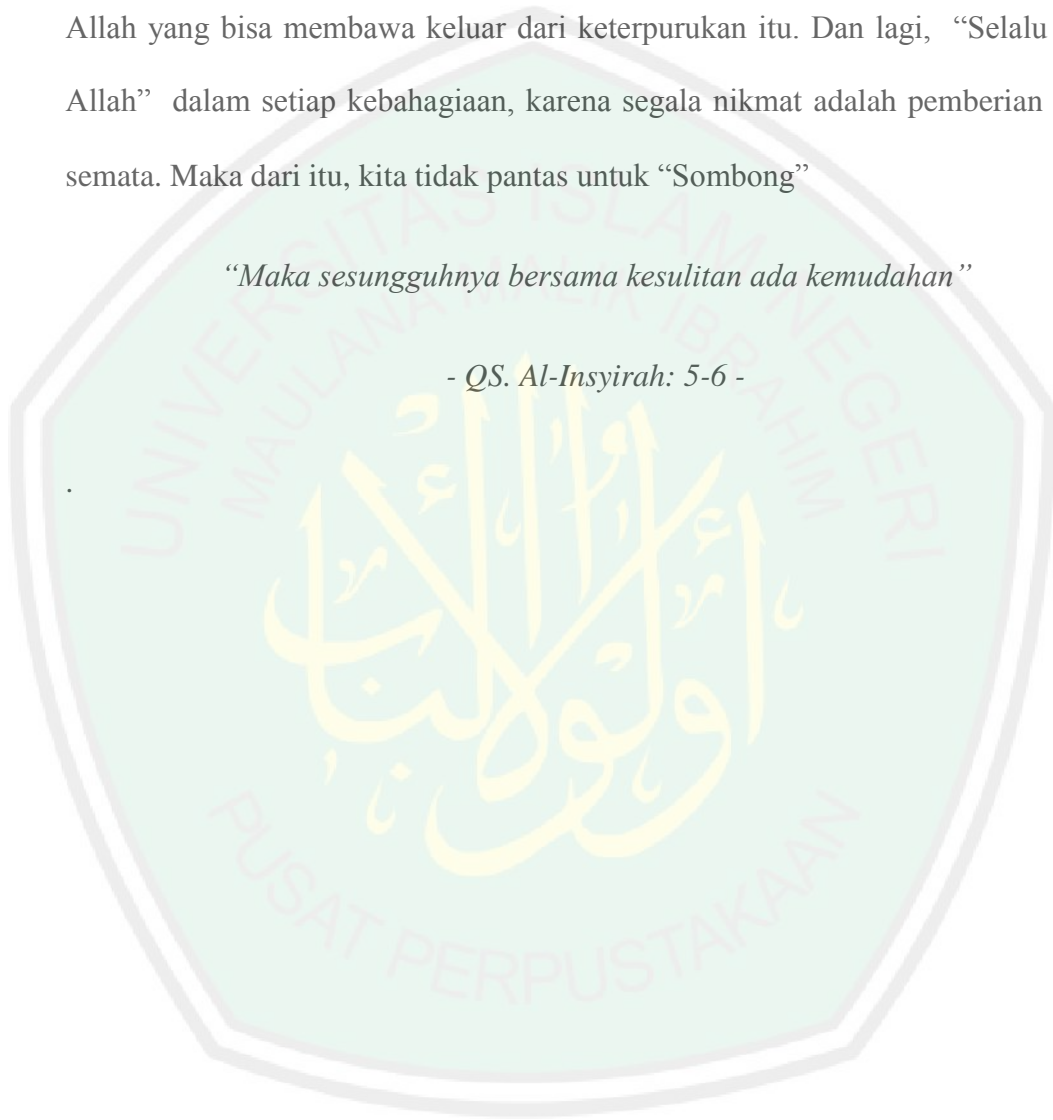 Allah yang bisa membawa keluar dari keterpurukan itu. Dan lagi, “Selalu
Allah” dalam setiap kebahagiaan, karena segala nikmat adalah pemberian
semata. Maka dari itu, kita tidak pantas untuk “Sombong”
“Maka sesungguhnya bersama kesulitan ada kemudahan”
- QS. Al-Insyirah: 5-6 -
.
UNIVERSITAS ISLAM NEGERI
MAULANA MALIK IBRAHIM
أولو الألباب
PUSAT PERPUSTAKAAN